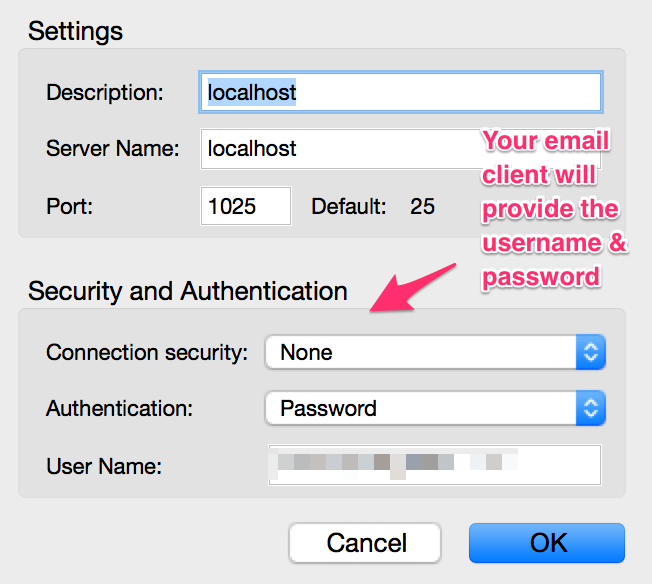 Settings
Description: localhost
Server Name: localhost
Port: 1025 Default: 25
Your email
client will
provide the
username &
password
Security and Authentication
Connection security: None
Authentication: Password
User Name:
Cancel OK